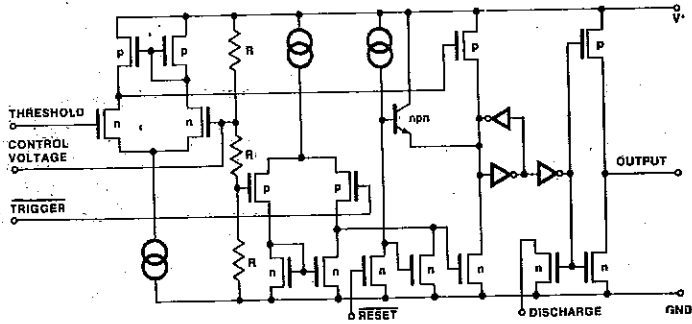 V+
p
p
R
p
p
npn
THRESHOLD
n
n
CONTROL
VOLTAGE
R
OUTPUT
p
p
TRIGGER
R
n
n
n
n
n
n
n
RESET
DISCHARGE
GND